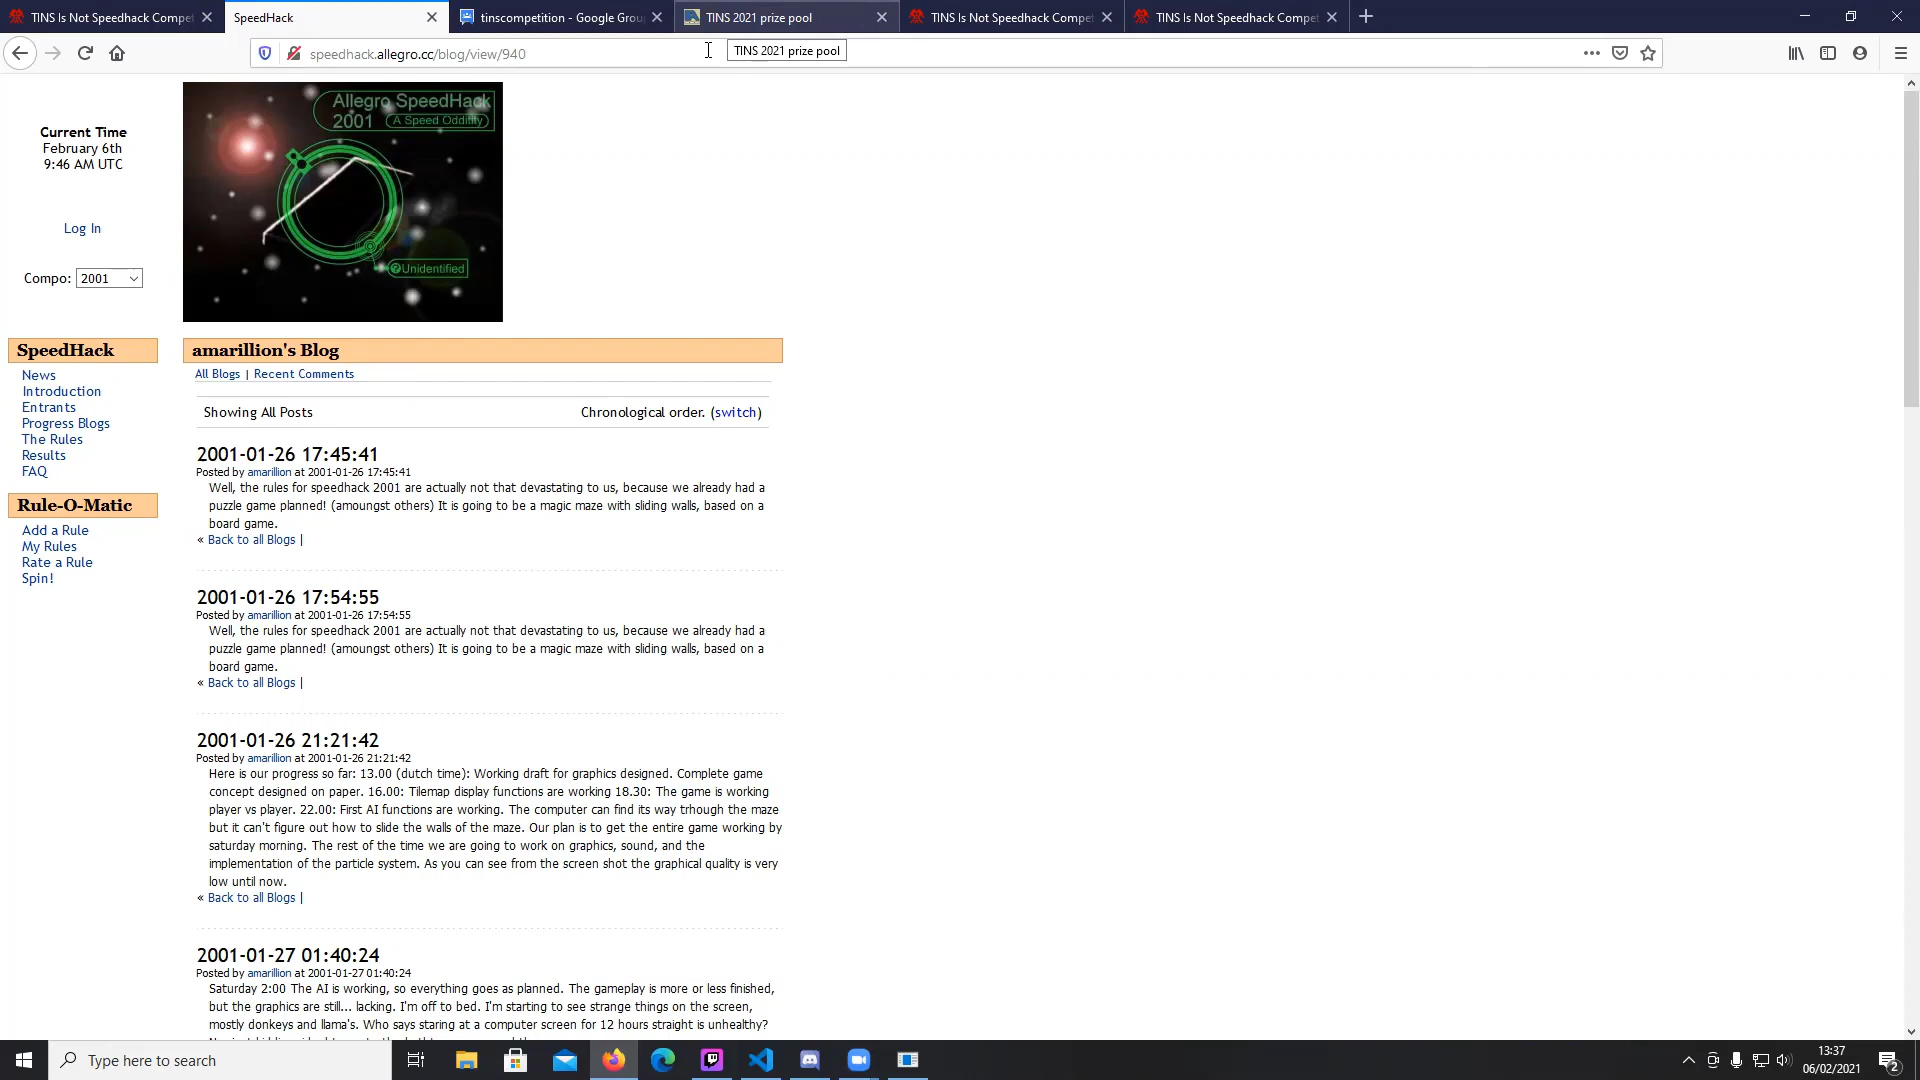 TINS Is Not Speedhack Compet
SpeedHack
tinscompetition - Google Grou
TINS 2021 prize pool
TINS Is Not Speedhack Compet
TINS Is Not Speedhack Compet
speedhack.allegro.cc/blog/view/940
TINS 2021 prize pool
Current Time
February 6th
9:46 AM UTC
Log In
Compo: 2001
Allegro SpeedHack
2001 A Speed Oddility
Unidentified
SpeedHack
News
Introduction
Entrants
Progress Blogs
The Rules
Results
FAQ
Rule-O-Matic
Add a Rule
My Rules
Rate a Rule
Spin!
amarillion's Blog
All Blogs | Recent Comments
Showing All Posts Chronological order. (switch)
2001-01-26 17:45:41
Posted by amarillion at 2001-01-26 17:45:41
Well, the rules for speedhack 2001 are actually not that devastating to us, because we already had a
puzzle game planned! (amoungst others) It is going to be a magic maze with sliding walls, based on a
board game.
« Back to all Blogs |
2001-01-26 17:54:55
Posted by amarillion at 2001-01-26 17:54:55
Well, the rules for speedhack 2001 are actually not that devastating to us, because we already had a
puzzle game planned! (amoungst others) It is going to be a magic maze with sliding walls, based on a
board game.
« Back to all Blogs |
2001-01-26 21:21:42
Posted by amarillion at 2001-01-26 21:21:42
Here is our progress so far: 13.00 (dutch time): Working draft for graphics designed. Complete game
concept designed on paper. 16.00: Tilemap display functions are working 18.30: The game is working
player vs player. 22.00: First AI functions are working. The computer can find its way trhough the maze
but it can't figure out how to slide the walls of the maze. Our plan is to get the entire game working by
saturday morning. The rest of the time we are going to work on graphics, sound, and the
implementation of the particle system. As you can see from the screen shot the graphical quality is very
low until now.
« Back to all Blogs |
2001-01-27 01:40:24
Posted by amarillion at 2001-01-27 01:40:24
Saturday 2:00 The AI is working, so everything goes as planned. The gameplay is more or less finished,
but the graphics are still... lacking. I'm off to bed. I'm starting to see strange things on the screen,
mostly donkeys and llama's. Who says staring at a computer screen for 12 hours straight is unhealthy?
Type here to search
13:37
06/02/2021
2